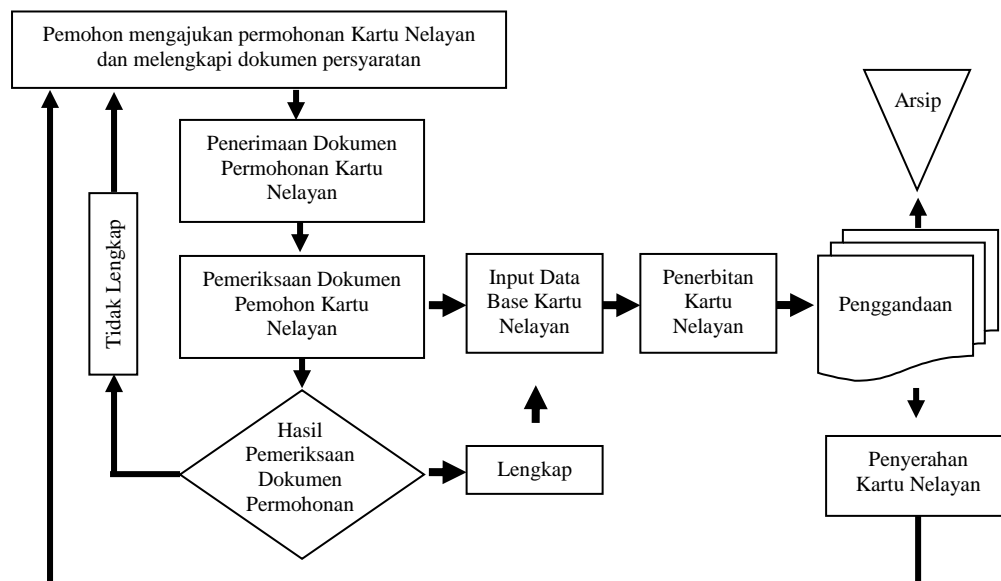 Pemohon mengajukan permohonan Kartu Nelayan
dan melengkapi dokumen persyaratan
Arsip
Penerimaan Dokumen
Permohonan Kartu
Nelayan
Tidak Lengkap
Pemeriksaan Dokumen
Pemohon Kartu
Nelayan
Input Data
Base Kartu
Nelayan
Penerbitan
Kartu
Nelayan
Penggandaan
Hasil
Pemeriksaan
Dokumen
Permohonan
Lengkap
Penyerahan
Kartu Nelayan